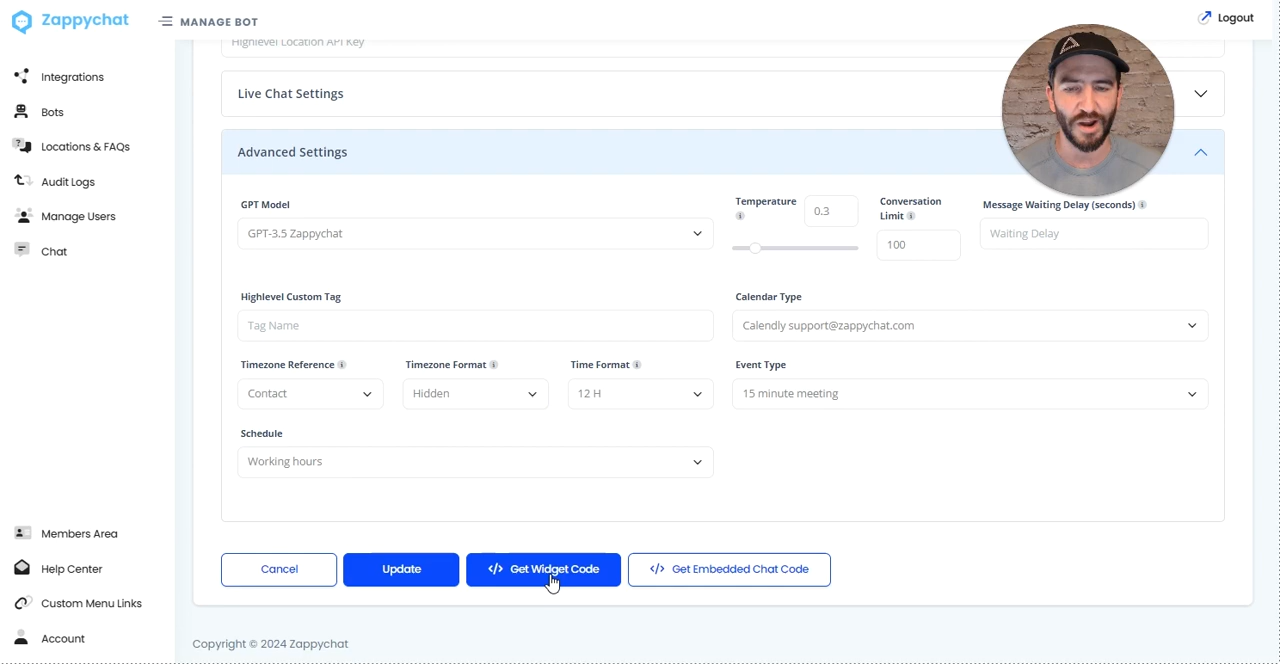 Zappychat
MANAGE BOT
Logout
Highlevel Location API Key
Integrations
Bots
Locations & FAQs
Audit Logs
Manage Users
Chat
Members Area
Help Center
Custom Menu Links
Account
Live Chat Settings
Advanced Settings
GPT Model
GPT-3.5 Zappychat
Temperature
0.3
Conversation
Limit
100
Message Waiting Delay (seconds)
Waiting Delay
Highlevel Custom Tag
Tag Name
Calendar Type
Calendly support@zappychat.com
Timezone Reference
Contact
Timezone Format
Hidden
Time Format
12 H
Event Type
15 minute meeting
Schedule
Working hours
Cancel
Update
</> Get Widget Code
</> Get Embedded Chat Code
Copyright © 2024 Zappychat